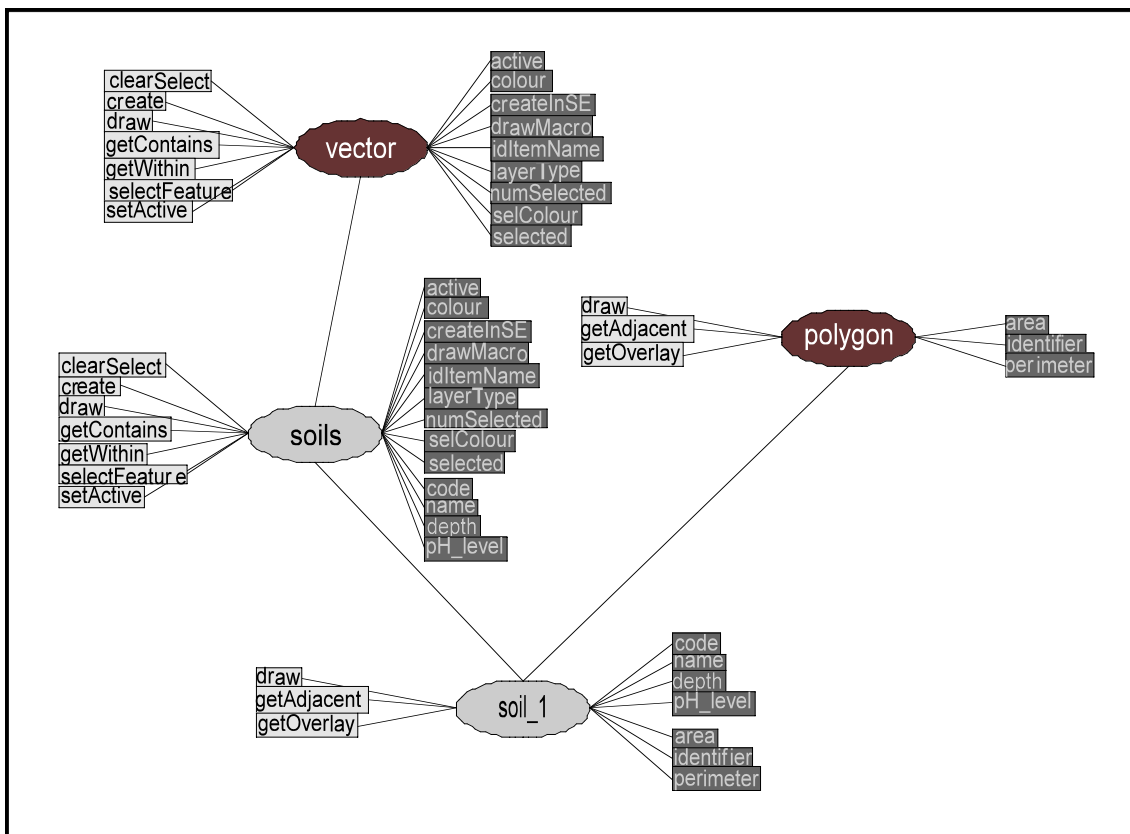 clearSelect
create
draw
getContains
getWithin
selectFeature
setActive
vector
active
colour
createInSE
drawMacro
idItemName
layerType
numSelected
selColour
selected
clearSelect
create
draw
getContains
getWithin
selectFeature
setActive
soils
active
colour
createInSE
drawMacro
idItemName
layerType
numSelected
selColour
selected
code
name
depth
pH_level
draw
getAdjacent
getOverlay
polygon
area
identifier
perimeter
draw
getAdjacent
getOverlay
soil_1
code
name
depth
pH_level
area
identifier
perimeter